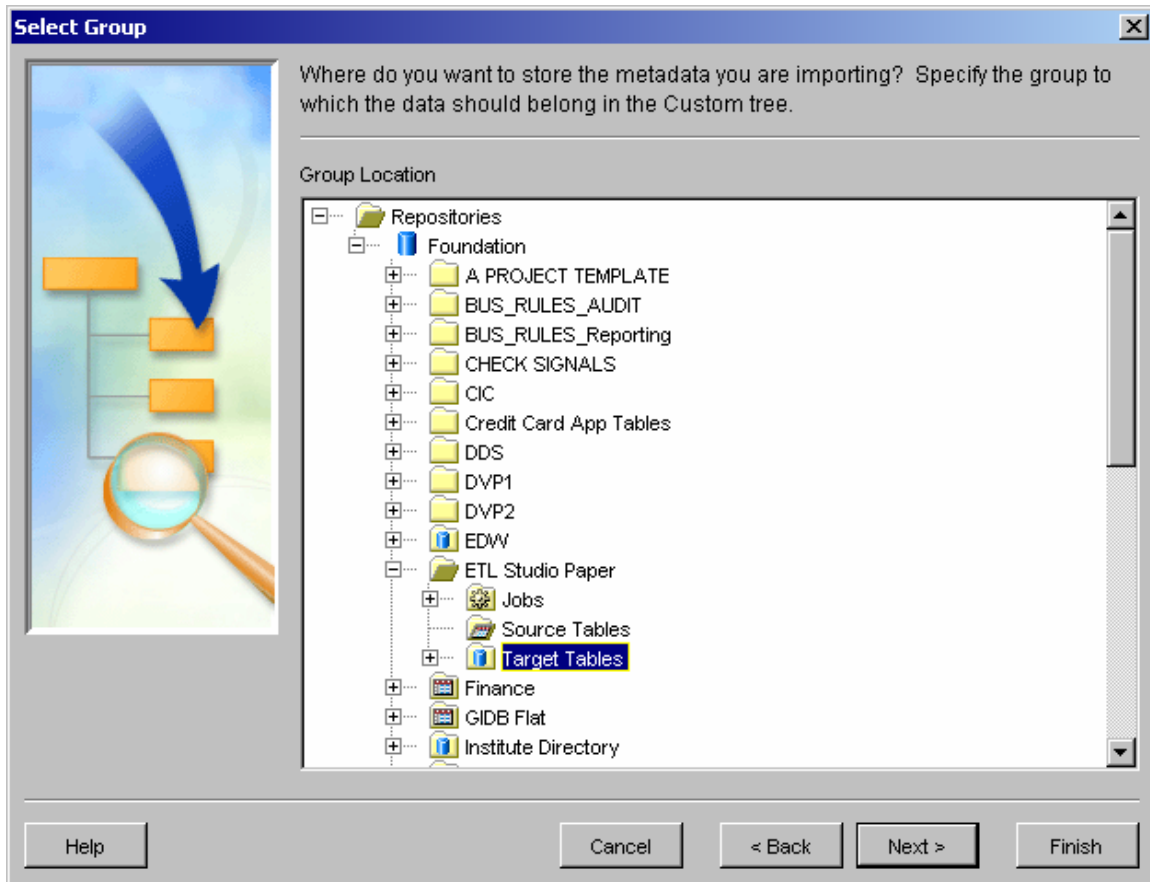 Select Group
Where do you want to store the metadata you are importing?  Specify the group to
which the data should belong in the Custom tree.
Group Location
Repositories
Foundation
A PROJECT TEMPLATE
BUS_RULES_AUDIT
BUS_RULES_Reporting
CHECK SIGNALS
CIC
Credit Card App Tables
DDS
DVP1
DVP2
EDW
ETL Studio Paper
Jobs
Source Tables
Target Tables
Finance
GIDB Flat
Institute Directory
Help
Cancel
< Back
Next >
Finish